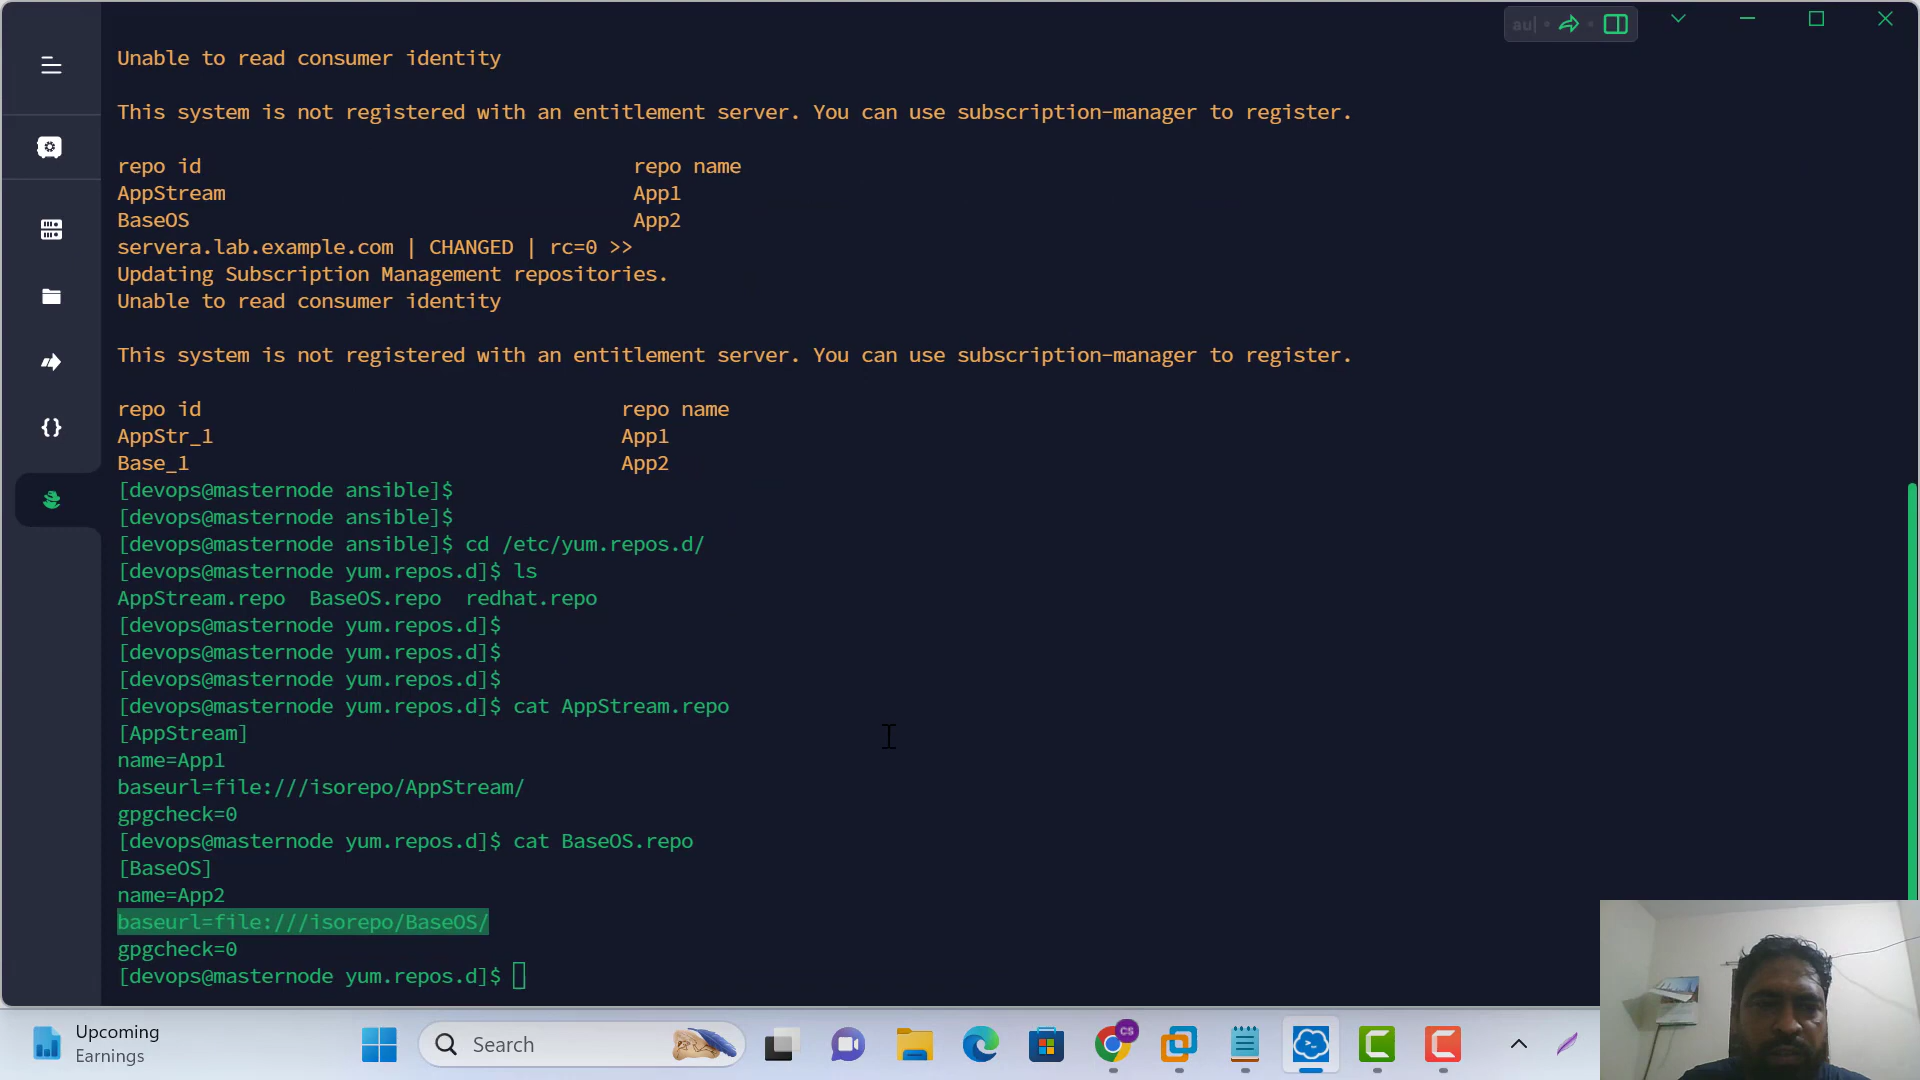 au|
Unable to read consumer identity
This system is not registered with an entitlement server. You can use subscription-manager to register.
repo id                                    repo name
AppStream                                  App1
BaseOS                                     App2
servera.lab.example.com | CHANGED | rc=0 >>
Updating Subscription Management repositories.
Unable to read consumer identity
This system is not registered with an entitlement server. You can use subscription-manager to register.
repo id                                   repo name
AppStr_1                                  App1
Base_1                                    App2
[devops@masternode ansible]$
[devops@masternode ansible]$
[devops@masternode ansible]$ cd /etc/yum.repos.d/
[devops@masternode yum.repos.d]$ ls
AppStream.repo  BaseOS.repo  redhat.repo
[devops@masternode yum.repos.d]$
[devops@masternode yum.repos.d]$
[devops@masternode yum.repos.d]$
[devops@masternode yum.repos.d]$ cat AppStream.repo
[AppStream]
name=App1
baseurl=file:///isorepo/AppStream/
gpgcheck=0
[devops@masternode yum.repos.d]$ cat BaseOS.repo
[BaseOS]
name=App2
baseurl=file:///isorepo/BaseOS/
gpgcheck=0
[devops@masternode yum.repos.d]$
Upcoming
Earnings
Search
CS